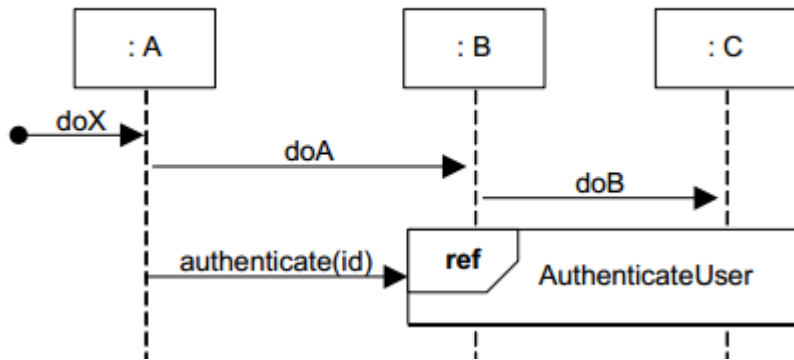 : A
: B
: C
doX
doA
doB
authenticate(id)
ref
AuthenticateUser